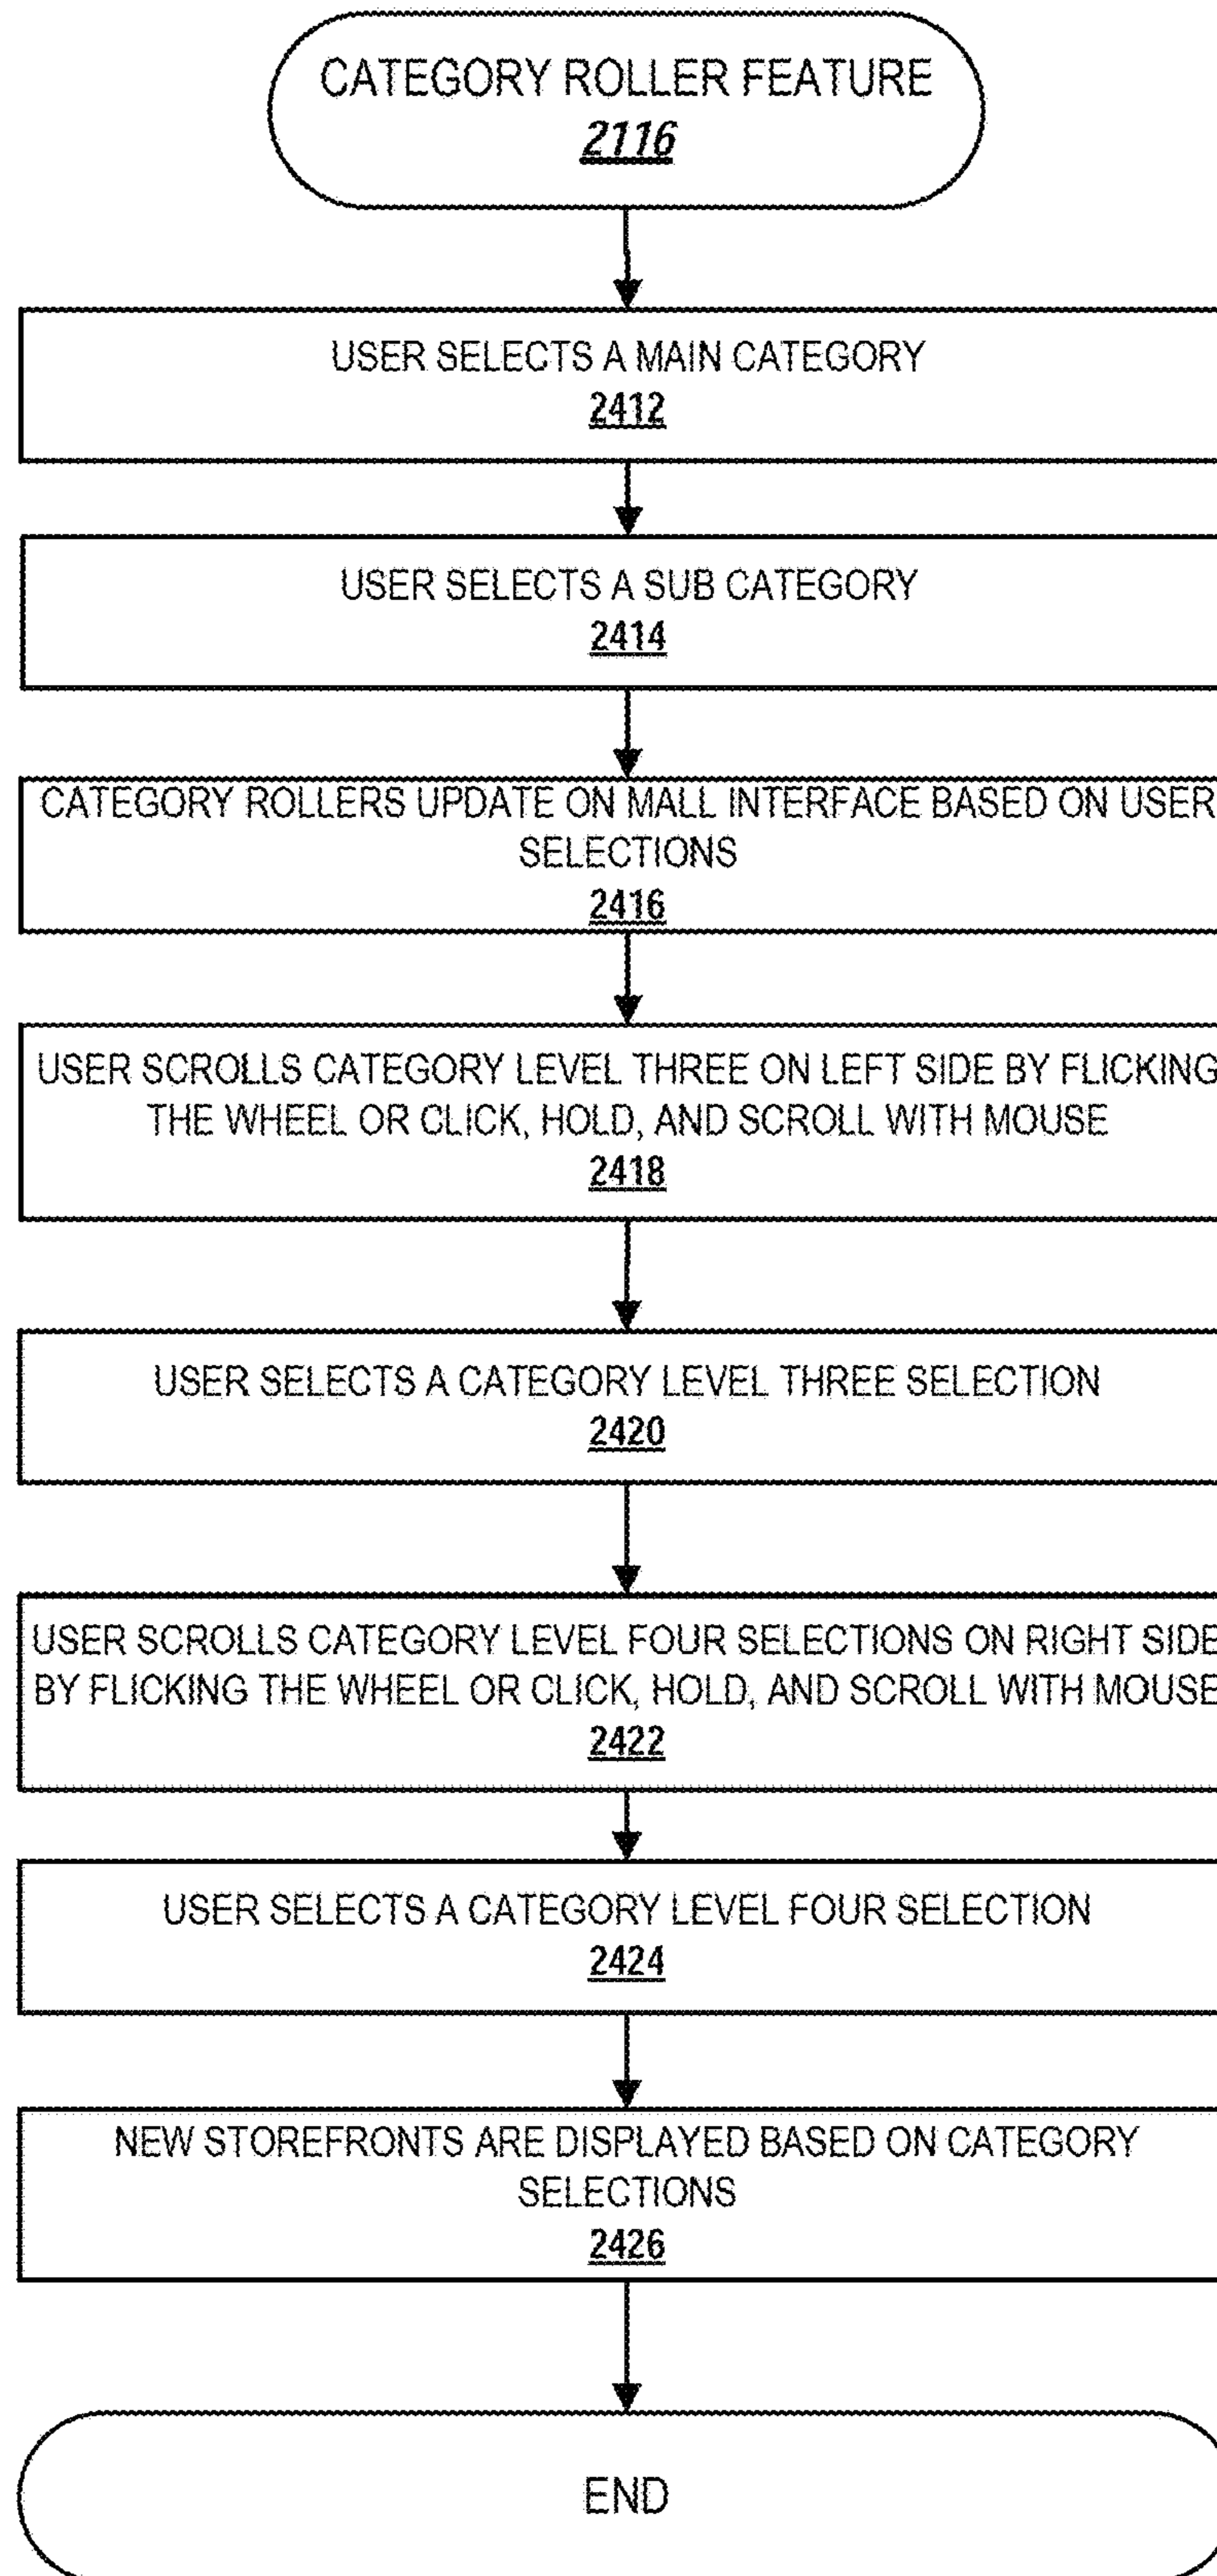 CATEGORY ROLLER FEATURE
2116
USER SELECTS A MAIN CATEGORY
2412
USER SELECTS A SUB CATEGORY
2414
CATEGORY ROLLERS UPDATE ON MALL INTERFACE BASED ON USER
SELECTIONS
2416
USER SCROLLS CATEGORY LEVEL THREE ON LEFT SIDE BY FLICKING
THE WHEEL OR CLICK, HOLD, AND SCROLL WITH MOUSE
2418
USER SELECTS A CATEGORY LEVEL THREE SELECTION
2420
USER SCROLLS CATEGORY LEVEL FOUR SELECTIONS ON RIGHT SIDE
BY FLICKING THE WHEEL OR CLICK, HOLD, AND SCROLL WITH MOUSE
2422
USER SELECTS A CATEGORY LEVEL FOUR SELECTION
2424
NEW STOREFRONTS ARE DISPLAYED BASED ON CATEGORY
SELECTIONS
2426
END